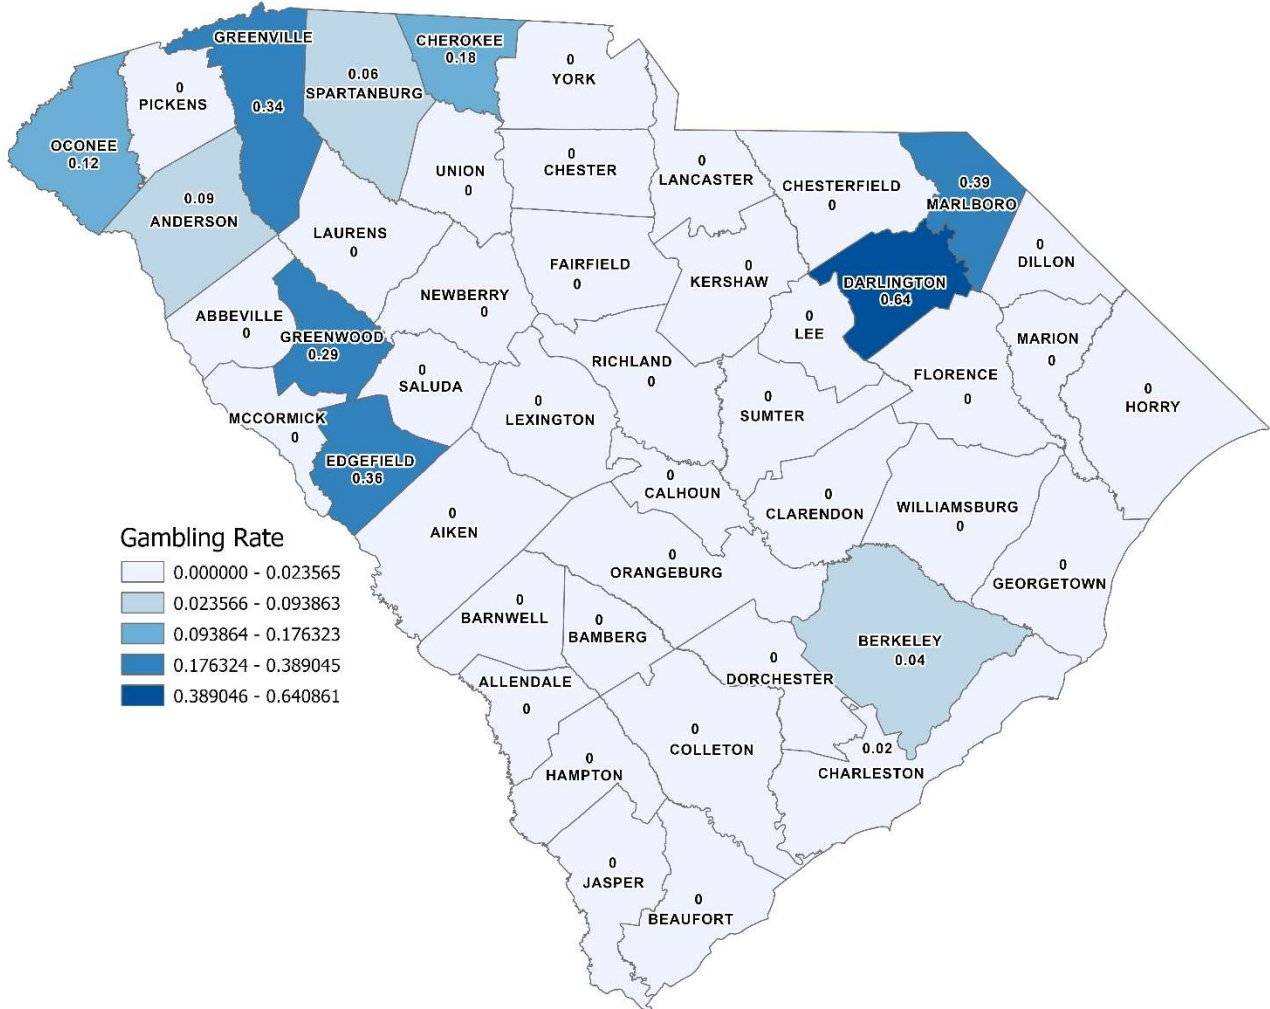 GREENVILLE
0.34
CHEROKEE
0.18
0.06
SPARTANBURG
0
YORK
0
PICKENS
OCONEE
0.12
0.09
ANDERSON
UNION
0
0
CHESTER
0
LANCASTER
CHESTERFIELD
0
0.39
MARLBORO
LAURENS
0
0
DILLON
FAIRFIELD
0
0
KERSHAW
DARLINGTON
0.64
NEWBERRY
0
ABBEVILLE
0
GREENWOOD
0.29
0
LEE
MARION
0
RICHLAND
0
0
SALUDA
FLORENCE
0
0
HORRY
MCCORMICK
0
0
LEXINGTON
0
SUMTER
EDGEFIELD
0.36
0
CALHOUN
0
CLARENDON
WILLIAMSBURG
0
0
AIKEN
0
ORANGEBURG
0
GEORGETOWN
0
BARNWELL
0
BAMBERG
BERKELEY
0.04
0
DORCHESTER
ALLENDALE
0
0
COLLETON
0.02
CHARLESTON
0
HAMPTON
0
JASPER
0
BEAUFORT
Gambling Rate
0.000000 - 0.023565
0.023566 - 0.093863
0.093864 - 0.176323
0.176324 - 0.389045
0.389046 - 0.640861